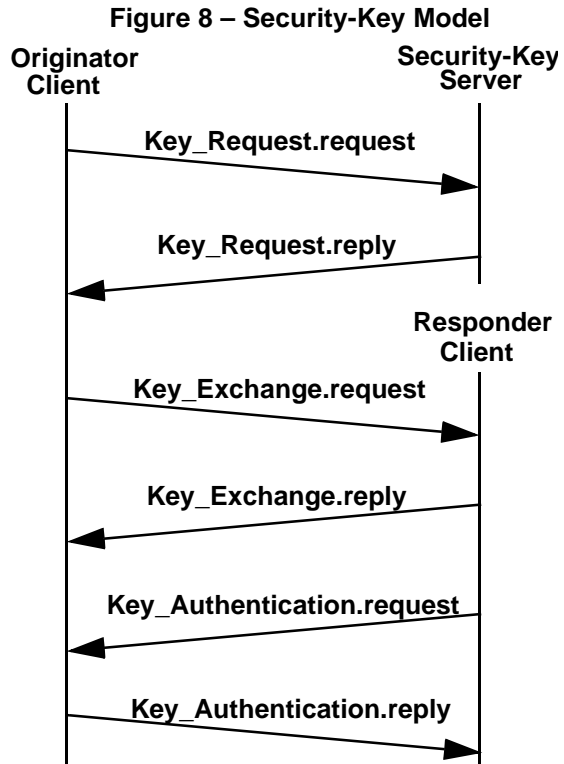 Figure 8 – Security-Key Model
Originator
Client
Security-Key
Server
Key_Request.request
Key_Request.reply
Responder
Client
Key_Exchange.request
Key_Exchange.reply
Key_Authentication.request
Key_Authentication.reply